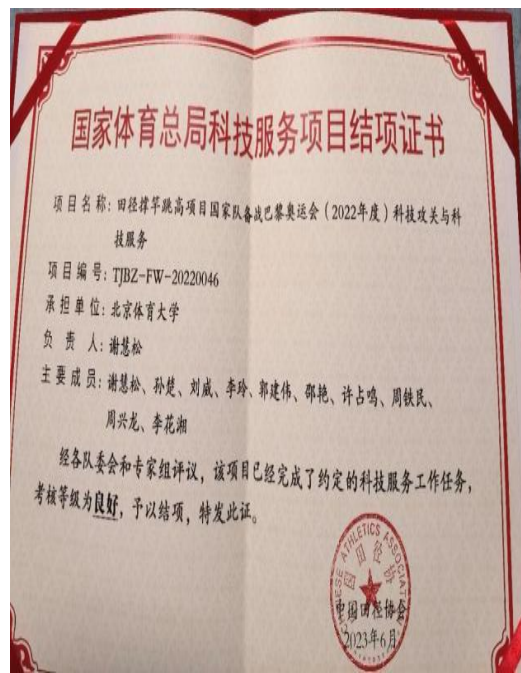 国家体育总局科技服务项目结项证书
项目名称：田径撑竿跳高项目国家队备战巴黎奥运会（2022年度）科技攻关与科
技服务
项目编号：TJBZ-FW-20220046
承担单位：北京体育大学
负责人：谢慧松
主要成员：谢慧松、孙楚、刘威、李玲、郭建伟、邵艳、许占鸣、周铁民、
周兴龙、李花湘
经各队委会和专家组评议，该项目已经完成了约定的科技服务工作任务，
考核等级为良好，予以结项，特发此证。
CHINESE ATHLETICS ASSOCIATION
中国田径协会
中国田径协会
2023年6月